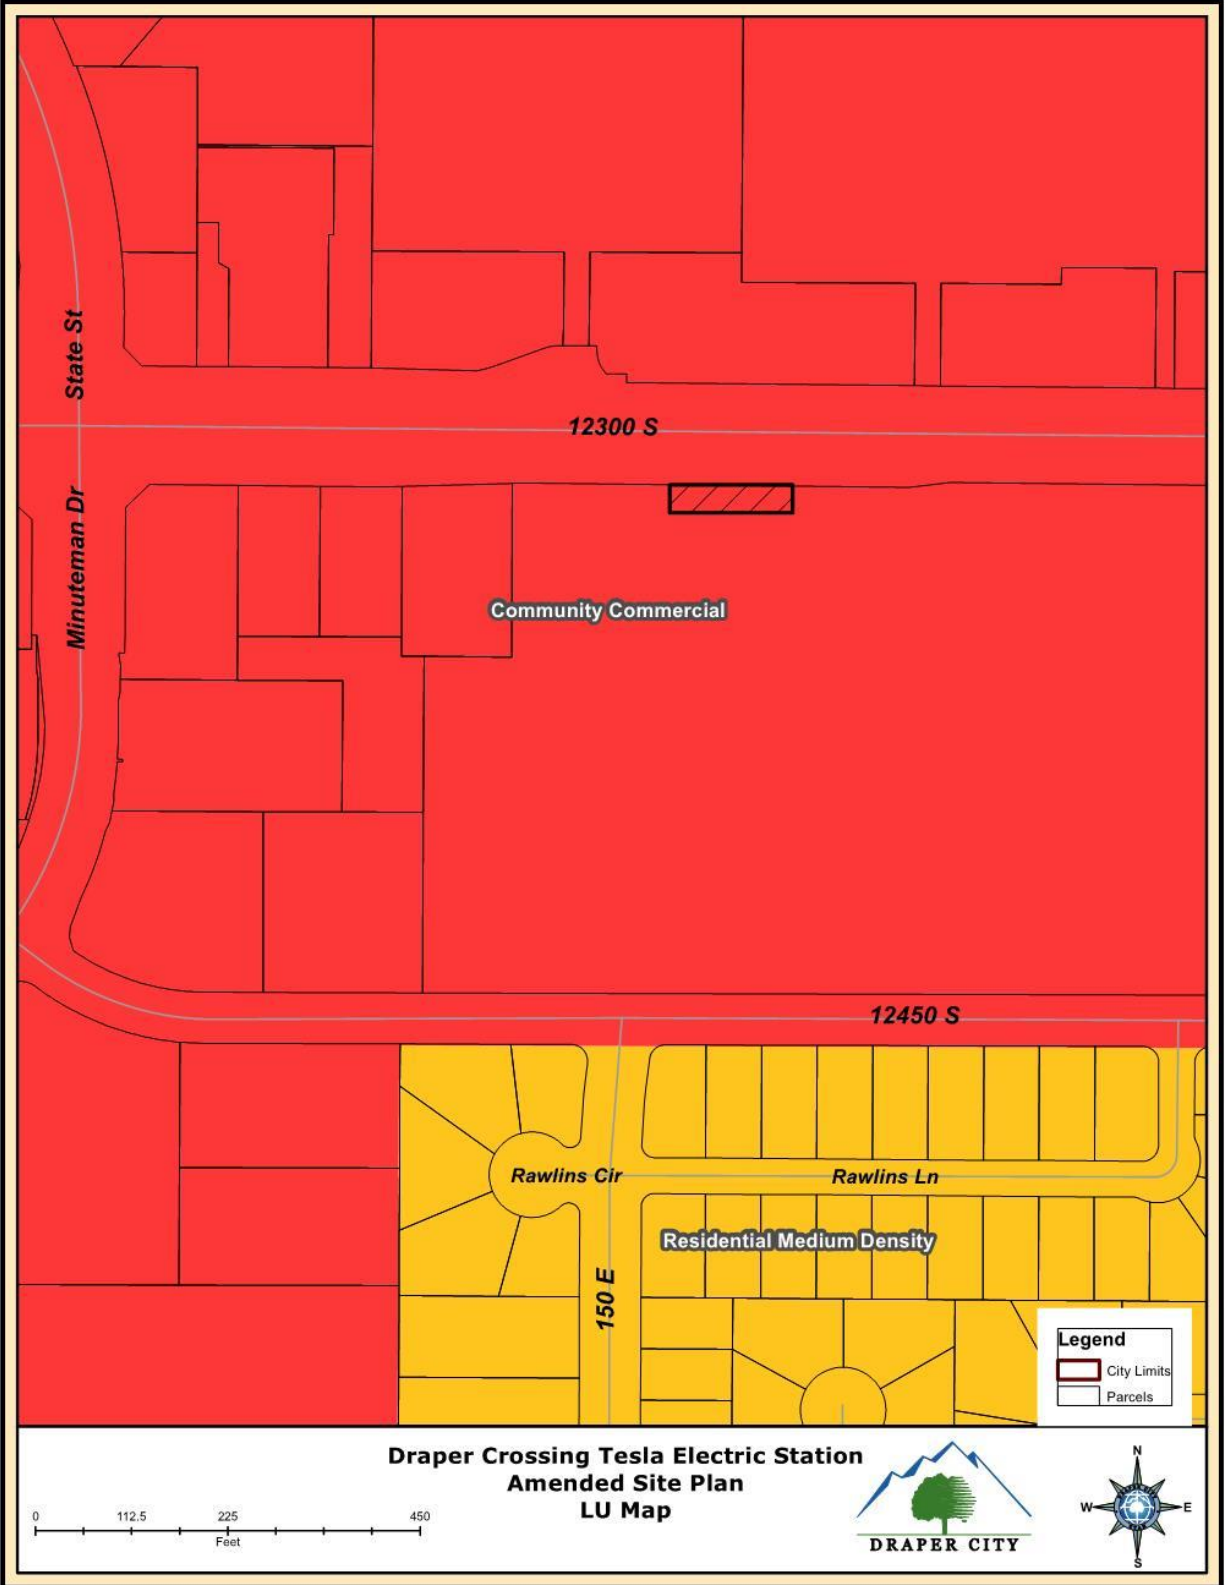 State St
12300 S
Minuteman Dr
Community Commercial
12450 S
Rawlins Cir
Rawlins Ln
Residential Medium Density
150 E
Legend
City Limits
Parcels
Draper Crossing Tesla Electric Station
Amended Site Plan
LU Map
0 112.5 225 450
Feet
DRAPER CITY
N
W E
S